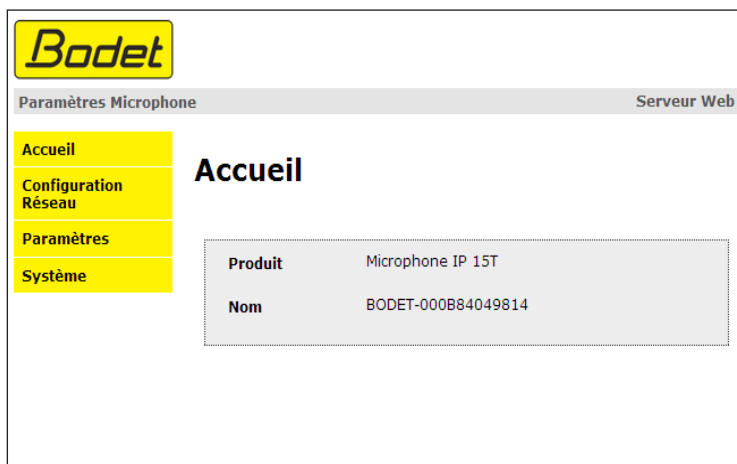 Bodet
Paramètres Microphone Serveur Web
Accueil
Configuration
Réseau
Paramètres
Système
Accueil
Produit Microphone IP 15T
Nom BODET-000B84049814